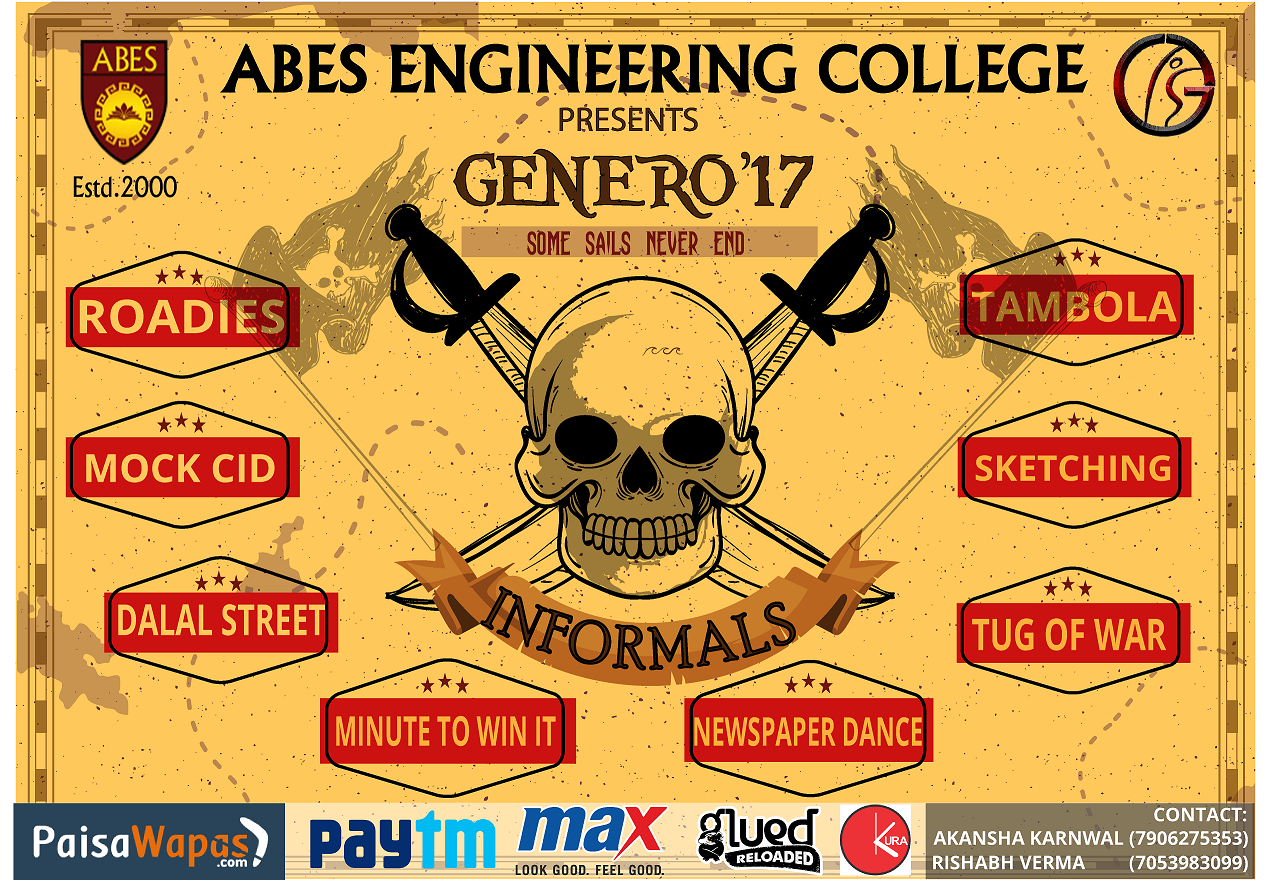 ABES
Estd.2000
ABES ENGINEERING COLLEGE
PRESENTS
GENERO'17
SOME SAILS NEVER END
ROADIES
TAMBOLA
MOCK CID
SKETCHING
DALAL STREET
TUG OF WAR
INFORMALS
MINUTE TO WIN IT
NEWSPAPER DANCE
PaisaWapas
.com
paytm
max
LOOK GOOD. FEEL GOOD.
glued
RELOADED
KURA
CONTACT:
AKANSHA KARNWAL (7906275353)
RISHABH VERMA (7053983099)